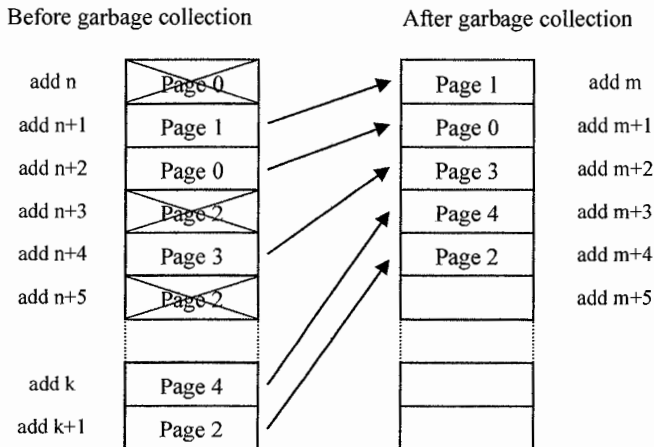 Before garbage collection After garbage collection
add n Page 0 Page 1 add m
add n+1 Page 1 Page 0 add m+1
add n+2 Page 0 Page 3 add m+2
add n+3 Page 2 Page 4 add m+3
add n+4 Page 3 Page 2 add m+4
add n+5 Page 2 add m+5
add k Page 4
add k+1 Page 2